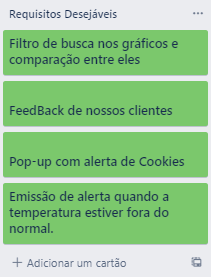 Requisitos Desejáveis ...
Filtro de busca nos gráficos e
comparação entre eles
FeedBack de nossos clientes
Pop-up com alerta de Cookies
Emissão de alerta quando a
temperatura estiver fora do
normal.
+ Adicionar um cartão